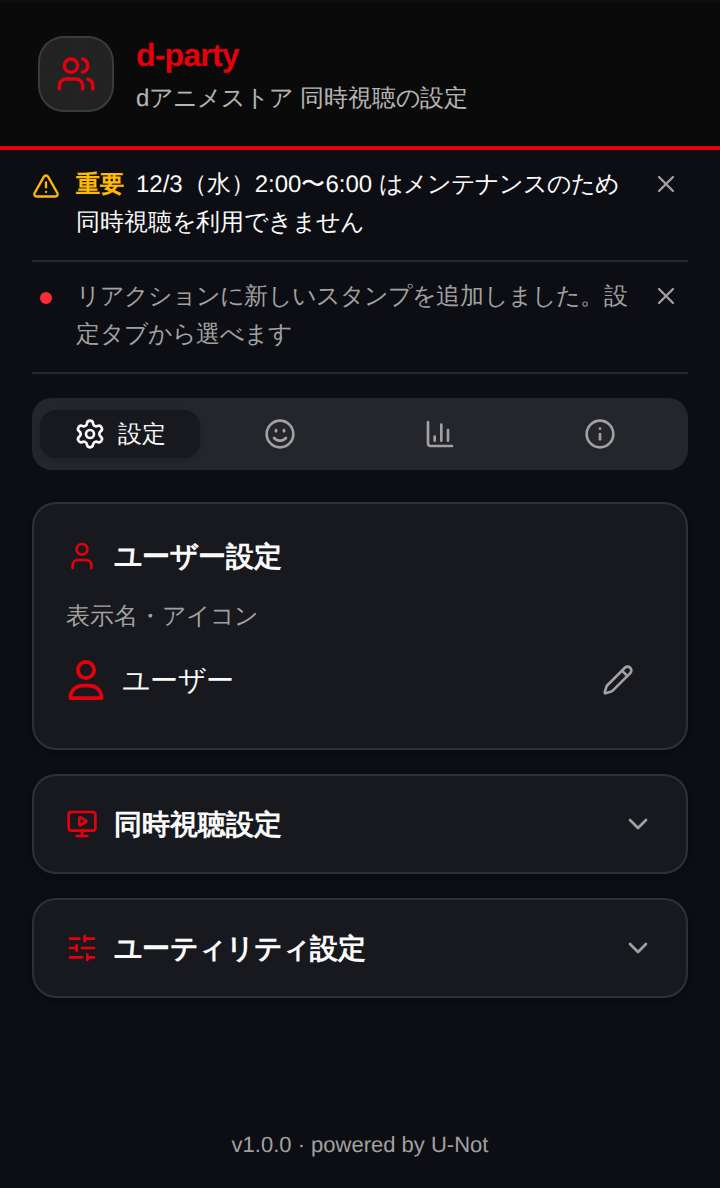 d-party
dアニメストア 同時視聴の設定
重要 12/3（水）2:00〜6:00 はメンテナンスのため
同時視聴を利用できません
リアクションに新しいスタンプを追加しました。設
定タブから選べます
設定
ユーザー設定
表示名・アイコン
ユーザー
同時視聴設定
ユーティリティ設定
v1.0.0 · powered by U-Not